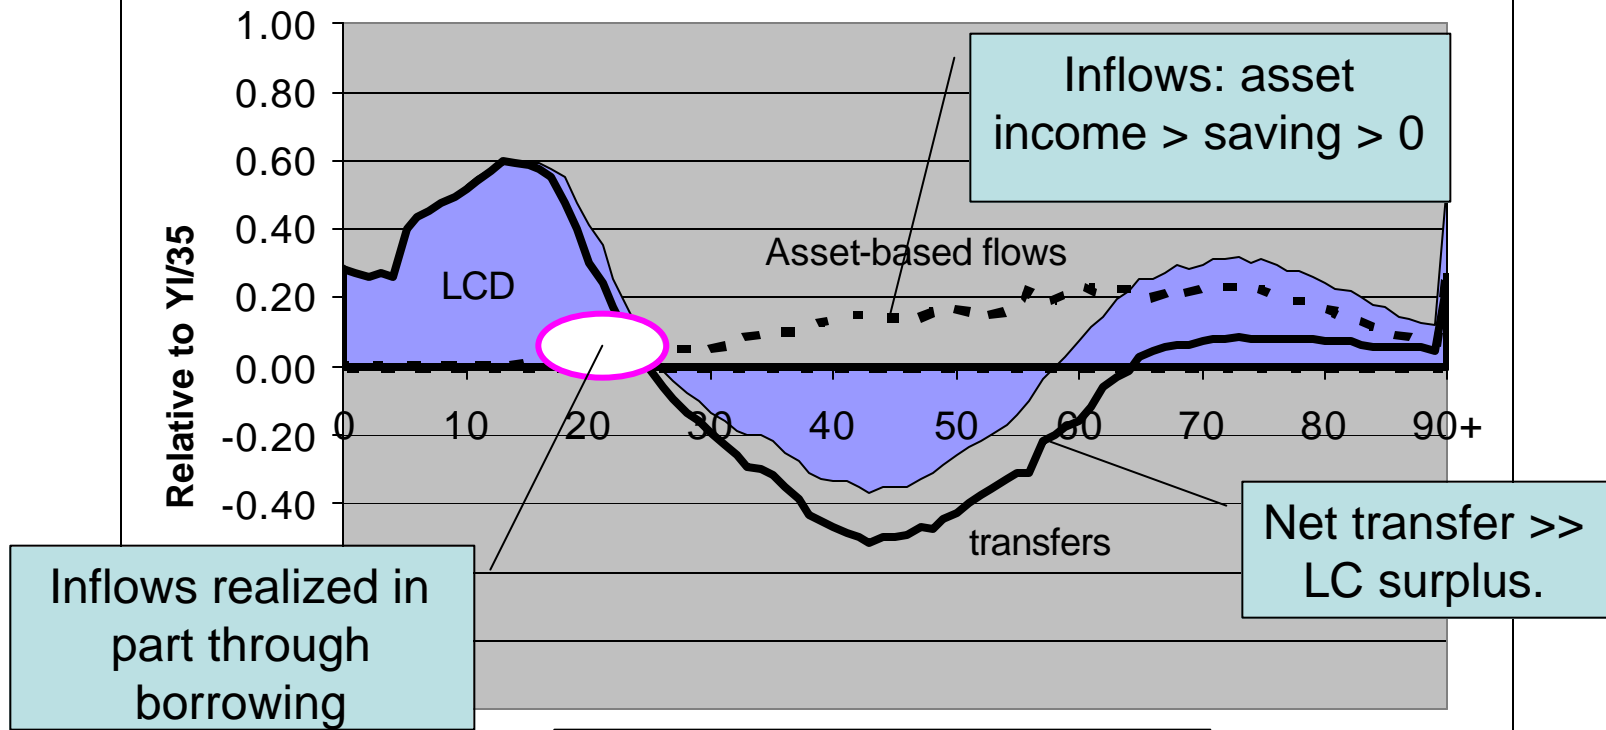 1.00
0.80
0.60
0.40
0.20
0.00
-0.20
-0.40
Relative to Yl/35
Inflows: asset
income > saving > 0
Asset-based flows
LCD
0 10 20 30 40 50 60 70 80 90+
transfers
Net transfer >>
LC surplus.
Inflows realized in
part through
borrowing